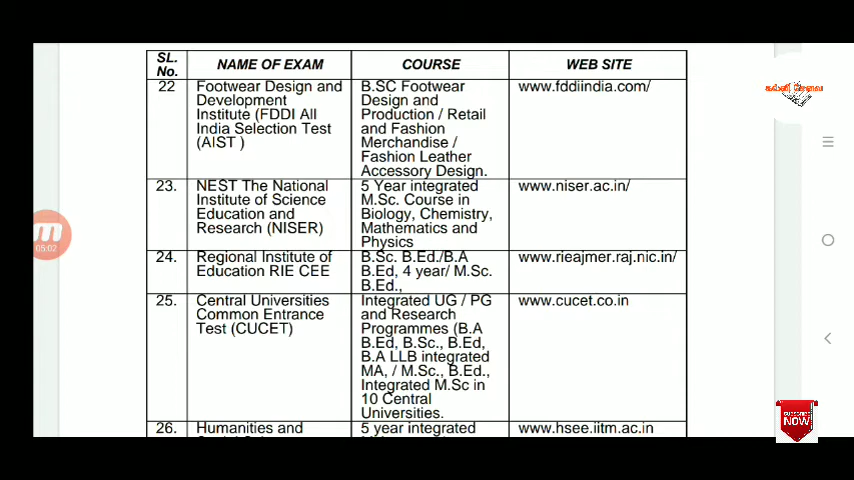 SL. No.
NAME OF EXAM
COURSE
WEB SITE
22
Footwear Design and
Development
Institute (FDDI All
India Selection Test
(AIST )
B.SC Footwear
Design and
Production / Retail
and Fashion
Merchandise /
Fashion Leather
Accessory Design.
www.fddiindia.com/
23.
NEST The National
Institute of Science
Education and
Research (NISER)
5 Year integrated
M.Sc. Course in
Biology, Chemistry,
Mathematics and
Physics
www.niser.ac.in/
24.
Regional Institute of
Education RIE CEE
B.Sc. B.Ed./B.A
B.Ed, 4 year/ M.Sc.
B.Ed.,
www.rieajmer.raj.nic.in/
25.
Central Universities
Common Entrance
Test (CUCET)
Integrated UG / PG
and Research
Programmes (B.A
B.Ed, B.Sc., B.Ed,
B.A LLB integrated
MA, / M.Sc., B.Ed.,
Integrated M.Sc in
10 Central
Universities.
www.cucet.co.in
26.
Humanities and
5 year integrated
www.hsee.iitm.ac.in
கல்வி சேவை
05:02
NOW